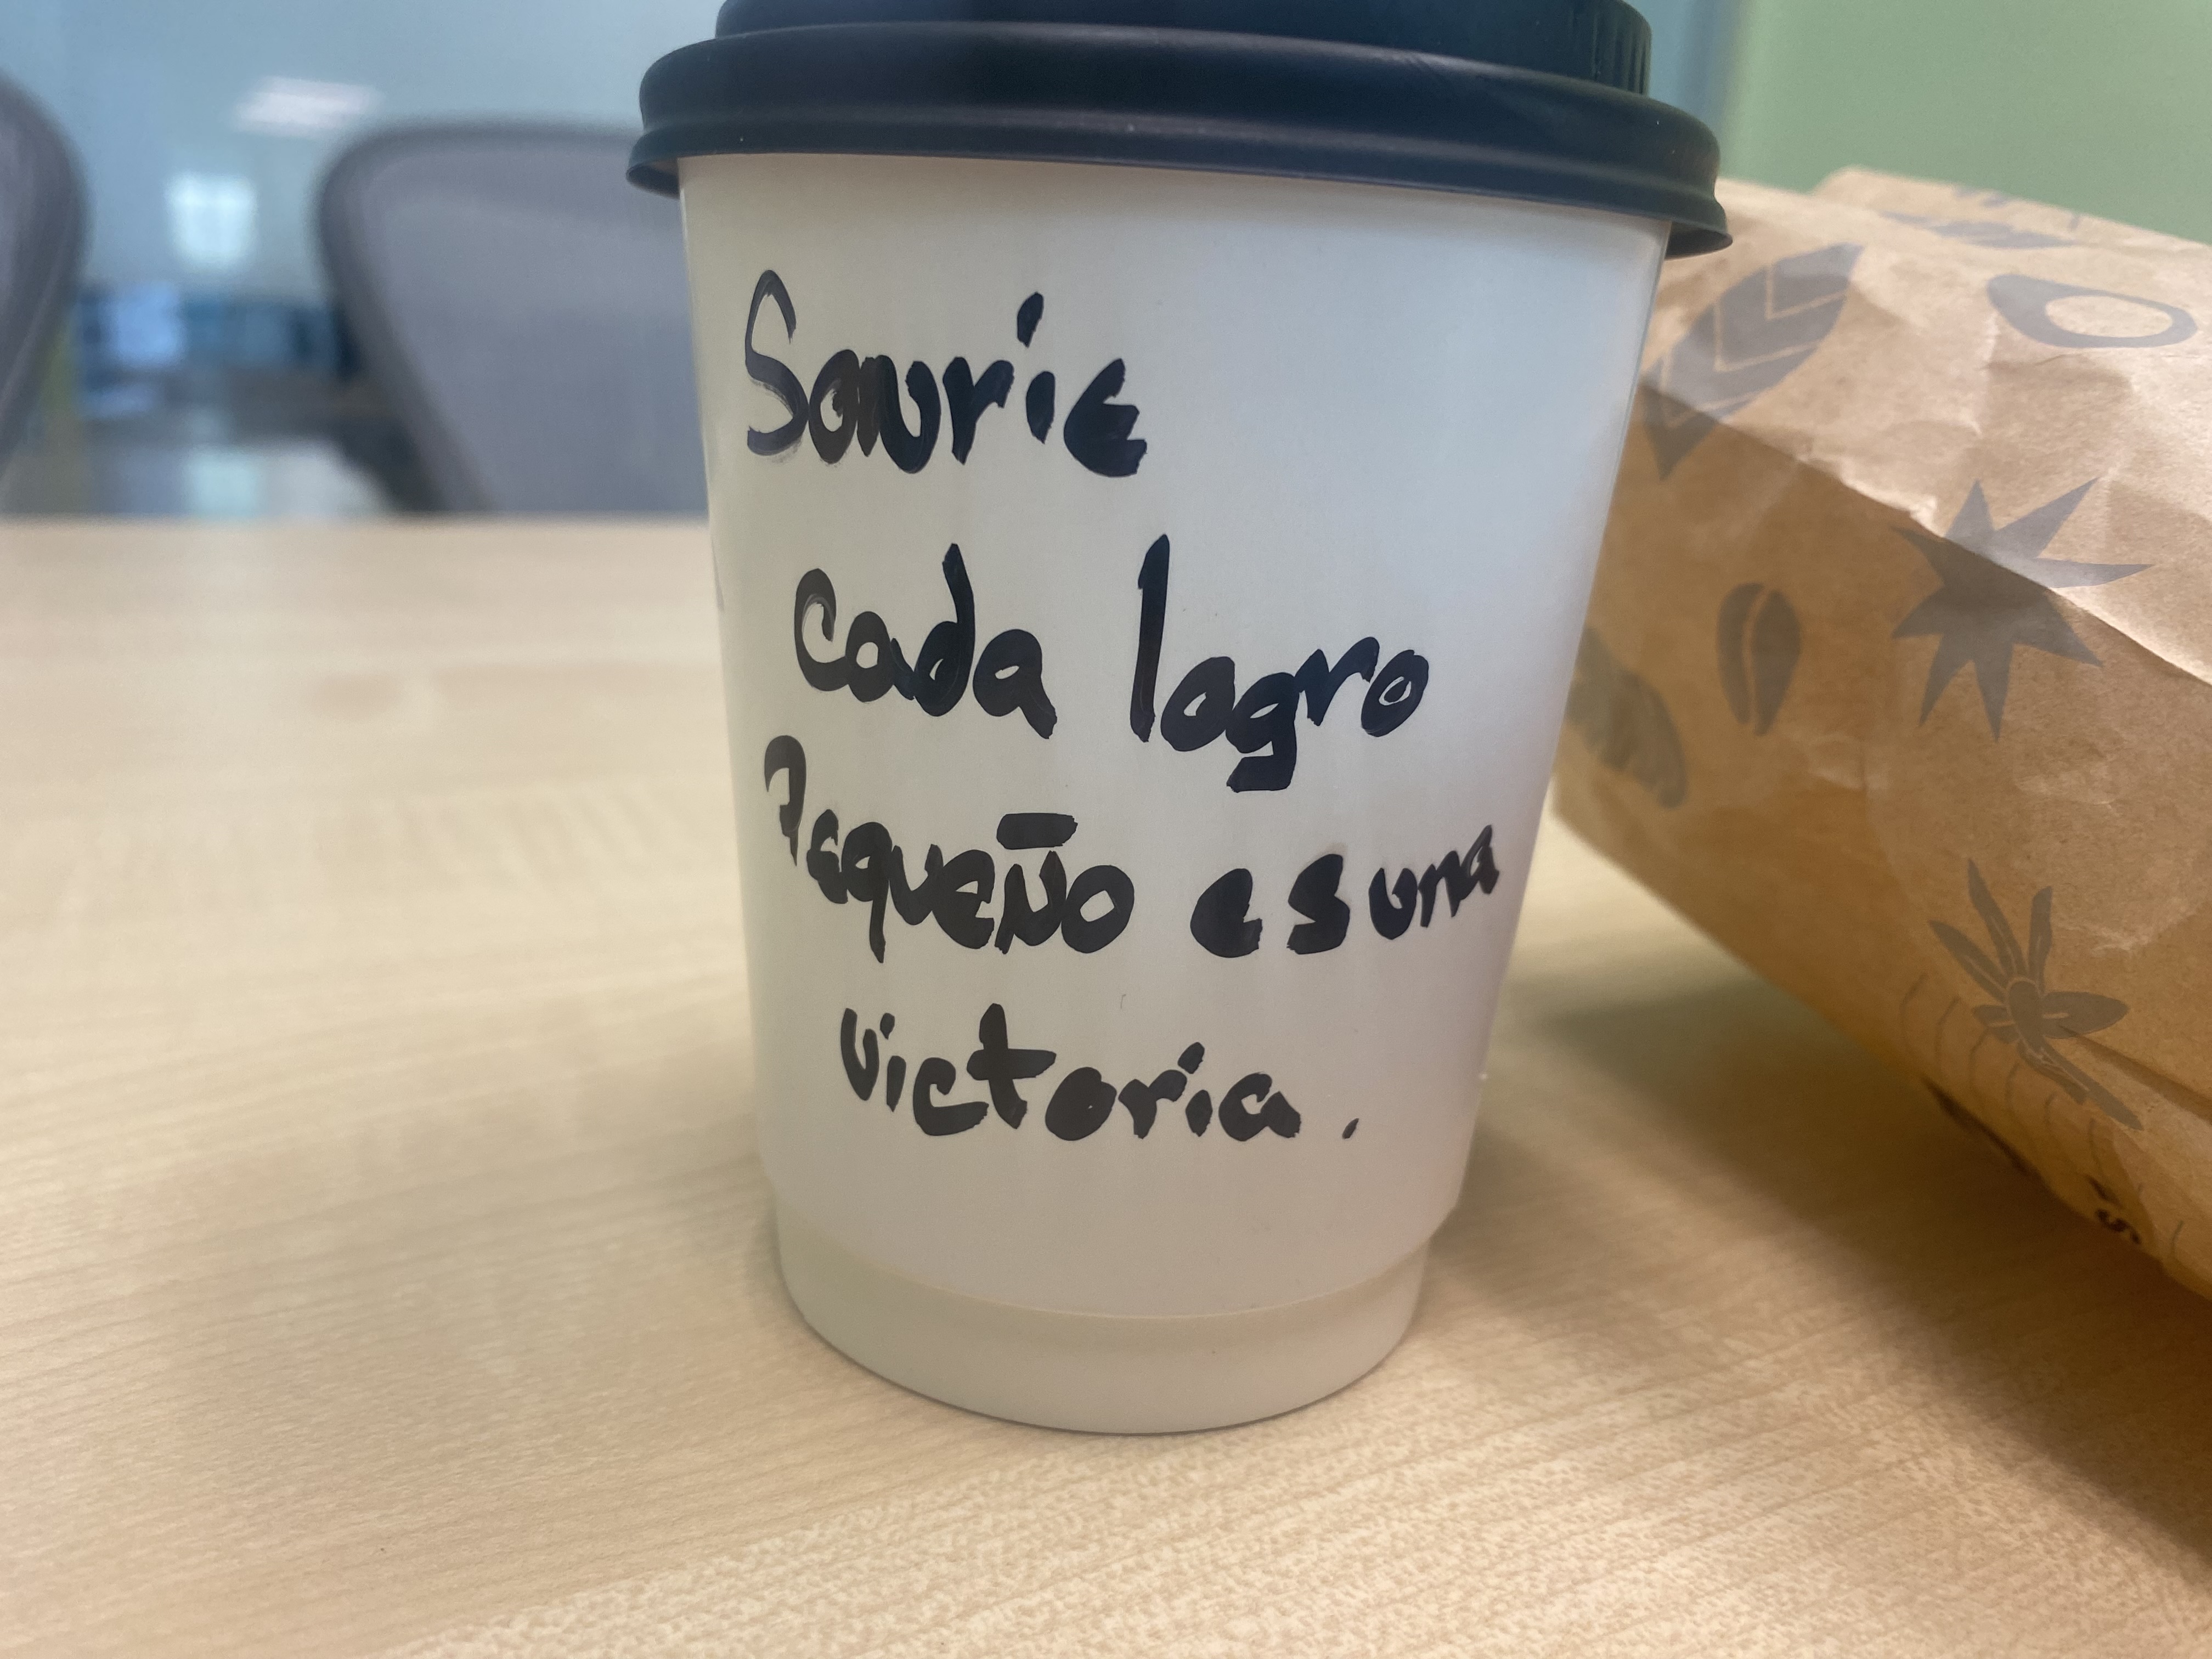 Sonrie
Cada logro
Pequeño es una
victoria.